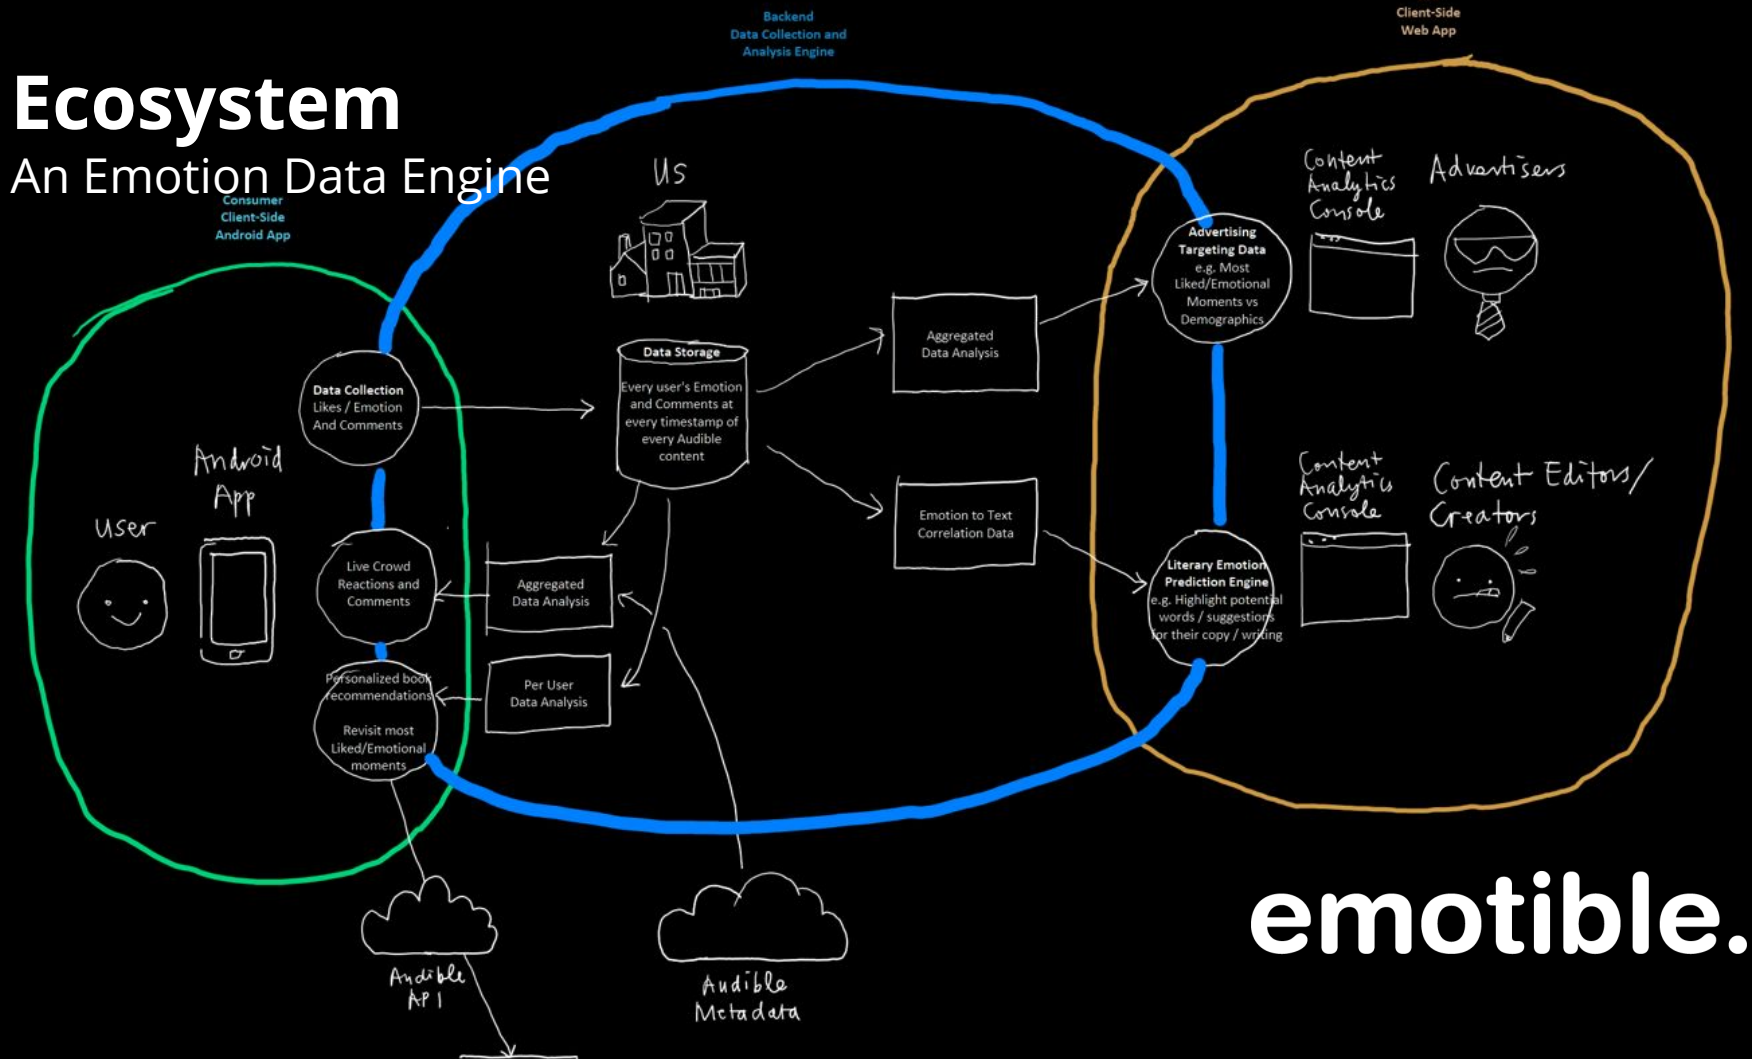 Backend
Data Collection and
Analysis Engine
Client-Side
Web App
Ecosystem
An Emotion Data Engine
Consumer
Client-Side
Android App
Us
Content
Analytics
Console
Advertisers
Advertising
Targeting Data
e.g. Most
Liked/Emotional
Moments vs
Demographics
Aggregated
Data Analysis
Data Storage
Every user's Emotion
and Comments at
every timestamp of
every Audible
content
Data Collection
Likes / Emotion
And Comments
Android
App
User
Content
Analytics
Console
Content Editors/
Creators
Emotion to Text
Correlation Data
Live Crowd
Reactions and
Comments
Aggregated
Data Analysis
Literary Emotion
Prediction Engine
e.g. Highlight potential
words / suggestions
for their copy / writing
Personalized book
recommendations
Revisit most
Liked/Emotional
moments
Per User
Data Analysis
Audible
API
Audible
Metadata
emotible.